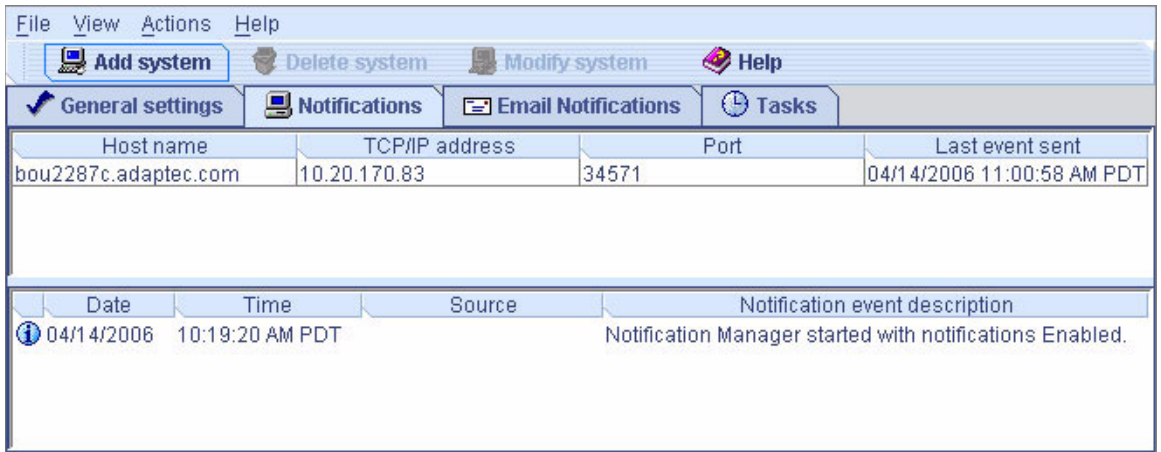 File View Actions Help
Add system Delete system Modify system Help
General settings Notifications Email Notifications Tasks
Host name TCP/IP address Port Last event sent
bou2287c.adaptec.com 10.20.170.83 34571 04/14/2006 11:00:58 AM PDT
Date Time Source Notification event description
04/14/2006 10:19:20 AM PDT Notification Manager started with notifications Enabled.